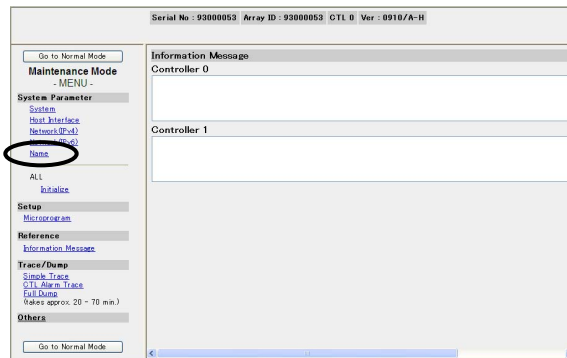 Serial No : 93000053 Array ID : 93000053 CTL 0 Ver : 0910/A-H
Go to Normal Mode
Maintenance Mode
- MENU -
System Parameter
System
Host Interface
Network(IPv4)
Network(IPv6)
Name
ALL
Initialize
Setup
Microprogram
Reference
Information Message
Trace/Dump
Simple Trace
CTL Alarm Trace
Full Dump
(takes approx. 20 - 70 min.)
Others
Go to Normal Mode
Information Message
Controller 0
Controller 1